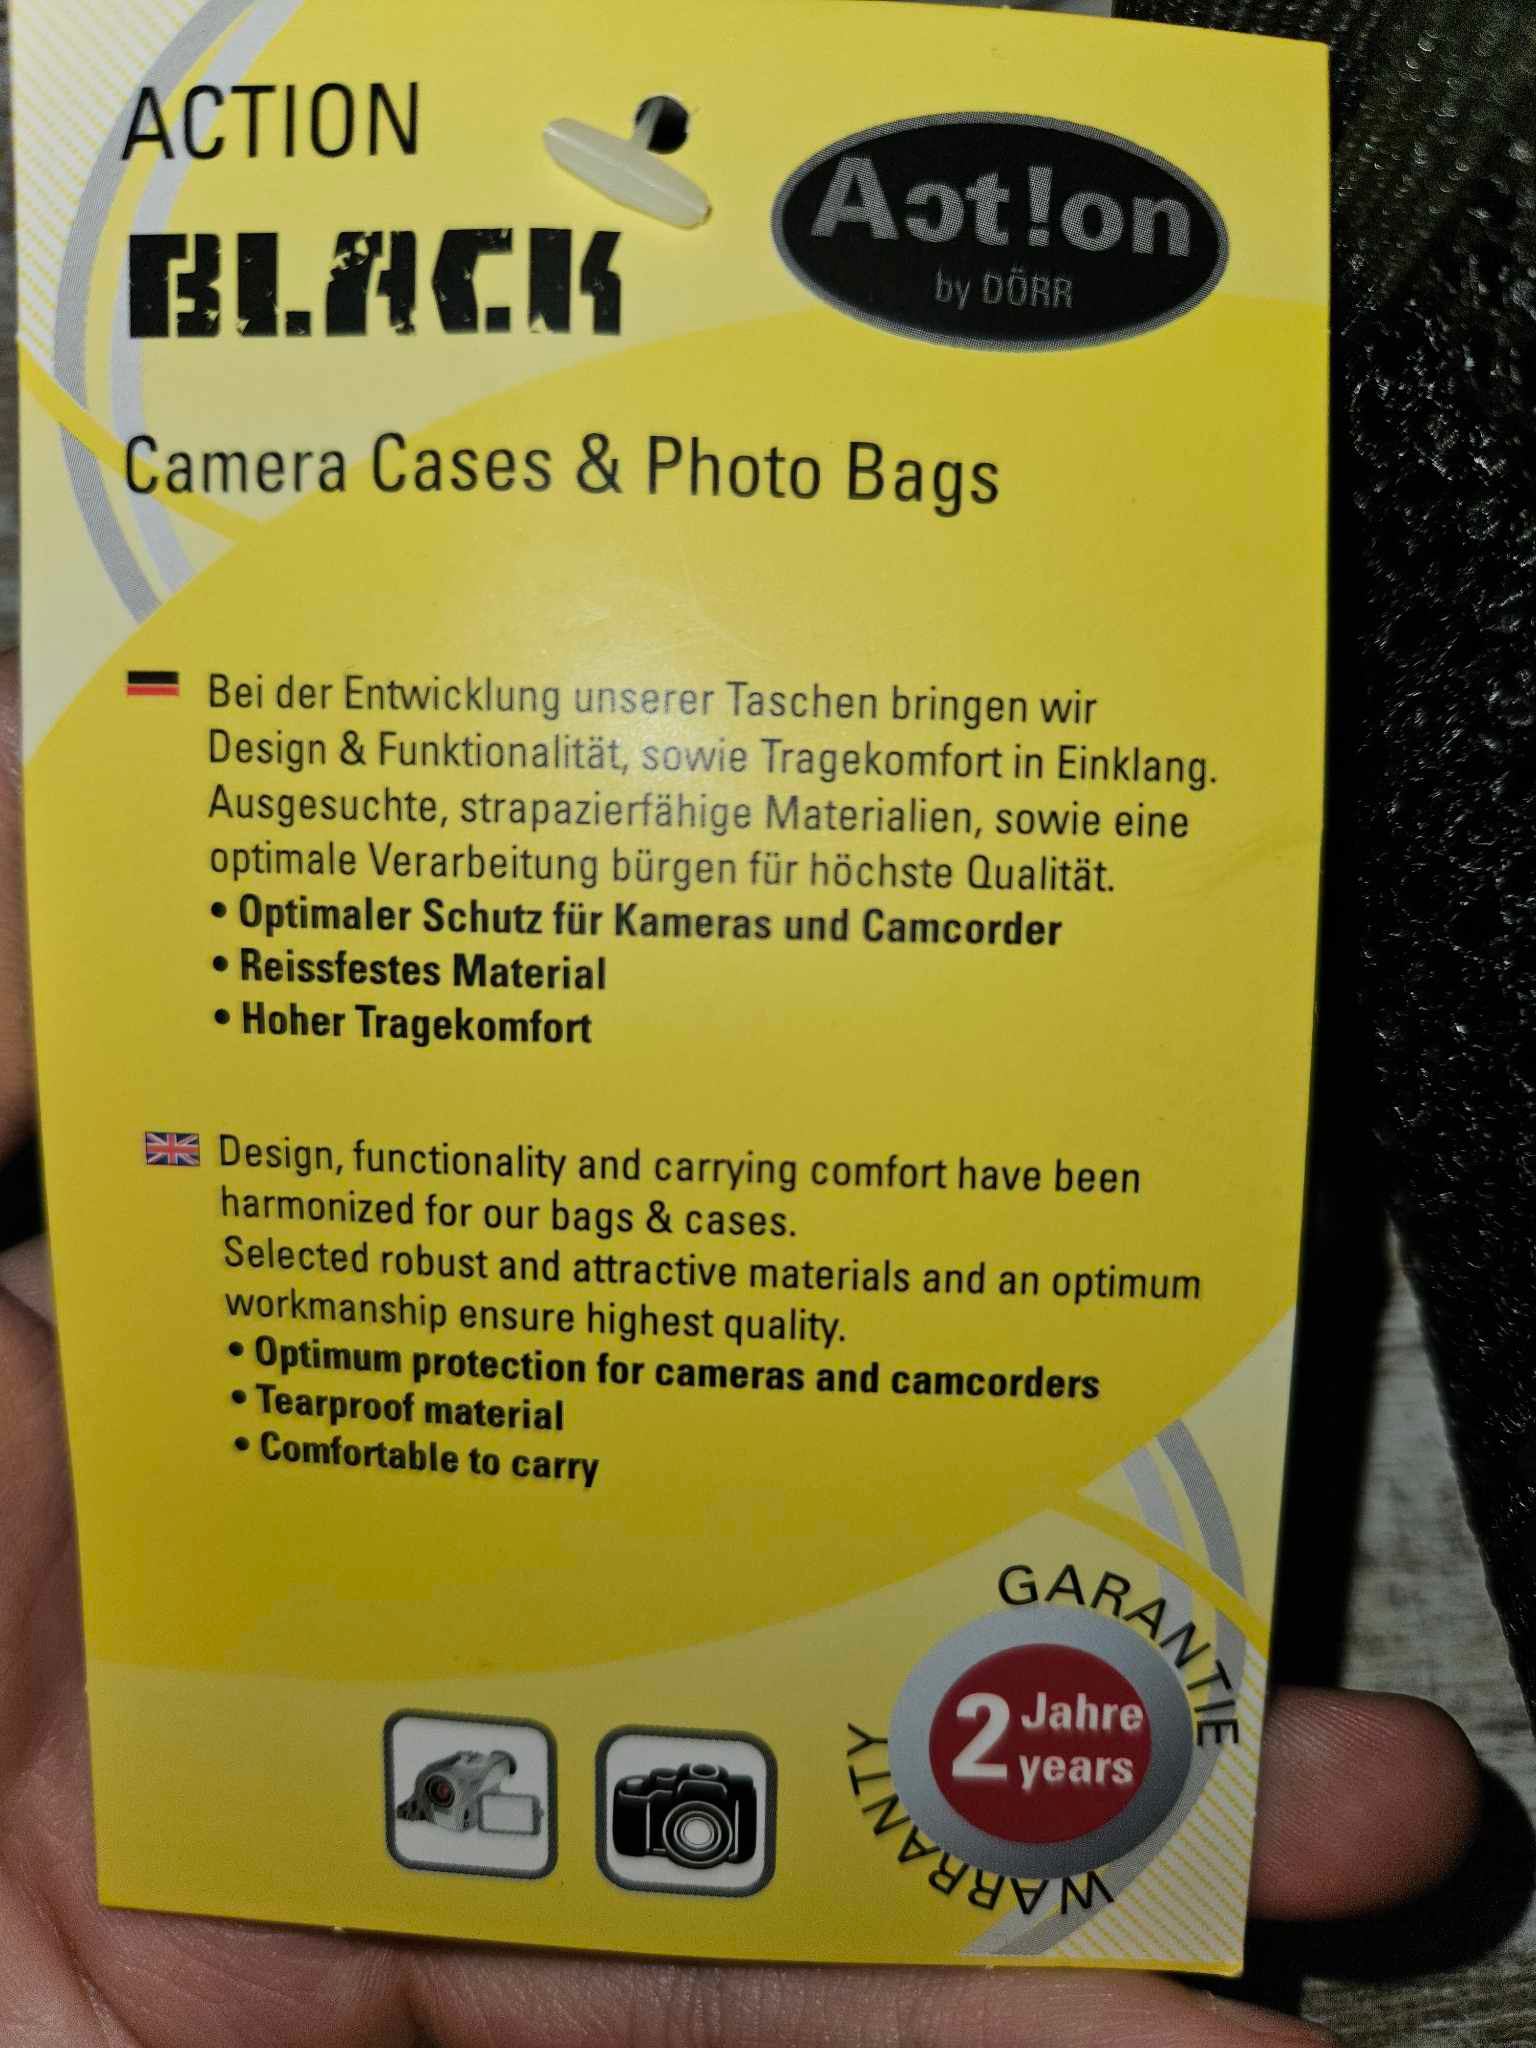 ACTION
BLACK
Act!on
by DÖRR
Camera Cases & Photo Bags
Bei der Entwicklung unserer Taschen bringen wir
Design & Funktionalität, sowie Tragekomfort in Einklang.
Ausgesuchte, strapazierfähige Materialien, sowie eine
optimale Verarbeitung bürgen für höchste Qualität.
• Optimaler Schutz für Kameras und Camcorder
• Reissfestes Material
• Hoher Tragekomfort
Design, functionality and carrying comfort have been
harmonized for our bags & cases.
Selected robust and attractive materials and an optimum
workmanship ensure highest quality.
• Optimum protection for cameras and camcorders
• Tearproof material
• Comfortable to carry
GARANTIE
2 Jahre
years
WARRANTY